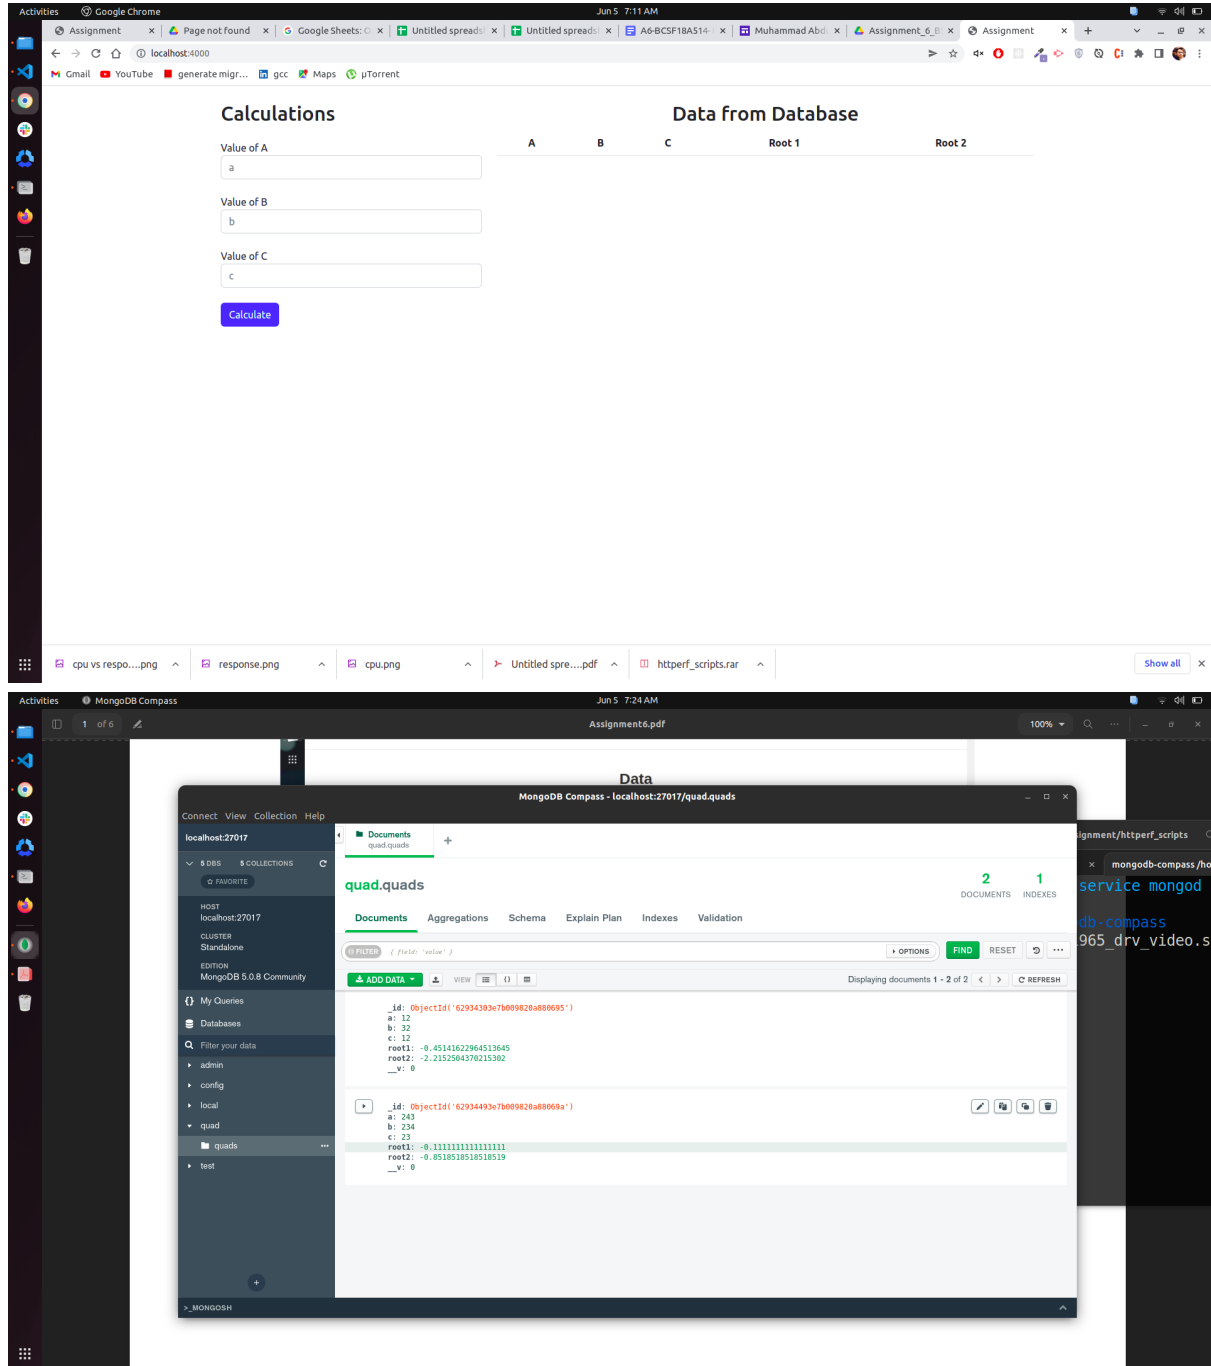 Activities Google Chrome Jun 5 7:11 AM
Assignment Page not found Google Sheets: O Untitled spreads Untitled spreads A6-BCSF18A514- Muhammad Abd Assignment_6_B Assignment
localhost:4000
Gmail YouTube generate migr... gcc Maps µTorrent
Calculations
Data from Database
A B C Root 1 Root 2
Value of A
a
Value of B
b
Value of C
c
Calculate
cpu vs respo....png response.png cpu.png Untitled spre....pdf httperf_scripts.rar Show all
Activities MongoDB Compass Jun 5 7:24 AM
1 of 6 Assignment6.pdf 100%
Data
MongoDB Compass - localhost:27017/quad.quads
Connect View Collection Help
localhost:27017
Documents
quad.quads
5 DBS 5 COLLECTIONS
FAVORITE
HOST
localhost:27017
CLUSTER
Standalone
EDITION
MongoDB 5.0.8 Community
My Queries
Databases
Filter your data
admin
config
local
quad
quads
test
>_MONGOSH
quad.quads
2 1
DOCUMENTS INDEXES
Documents Aggregations Schema Explain Plan Indexes Validation
FILTER { field: 'value' } OPTIONS FIND RESET
ADD DATA VIEW Displaying documents 1 - 2 of 2 REFRESH
_id: ObjectId('62934303e7b009820a880695')
a: 12
b: 32
c: 12
root1: -0.45141622964513645
root2: -2.2152504370215302
__v: 0
_id: ObjectId('62934493e7b009820a88069a')
a: 243
b: 234
c: 23
root1: -0.1111111111111111
root2: -0.8518518518518519
__v: 0
ignment/httperf_scripts
mongodb-compass /ho
service mongod
db-compass
965_drv_video.s